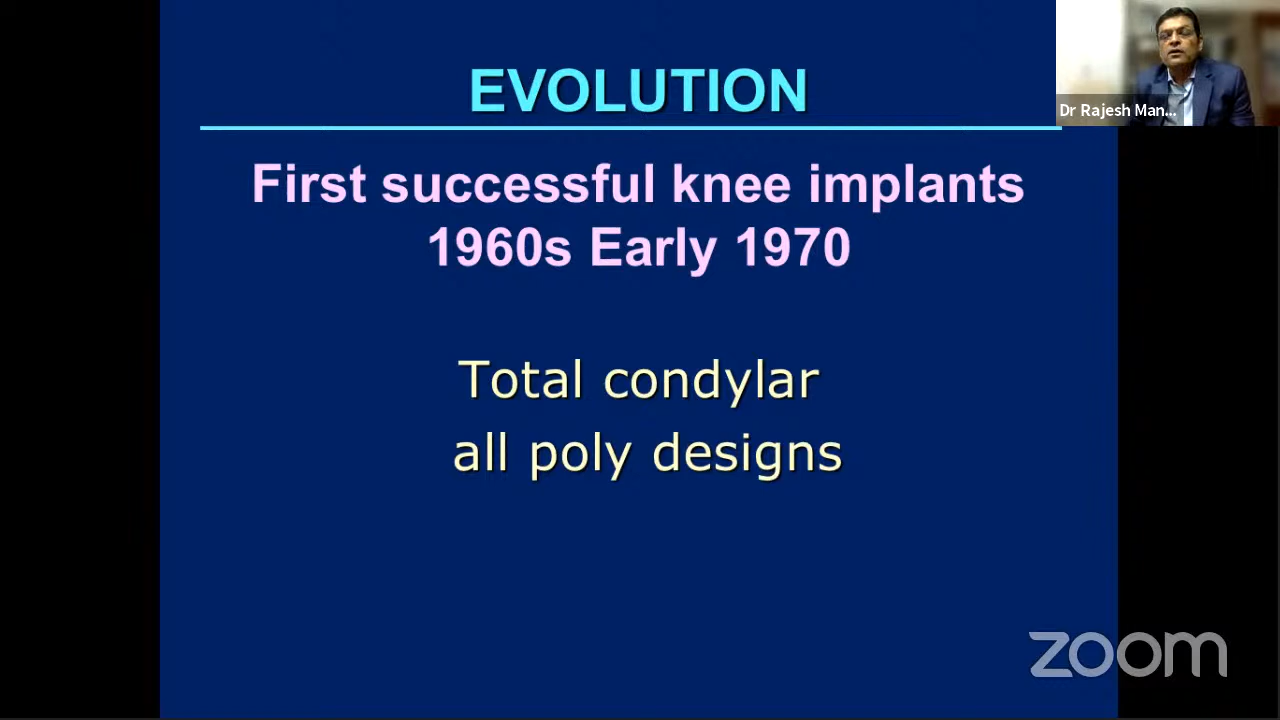 EVOLUTION
Dr Rajesh Man...
First successful knee implants
1960s Early 1970
Total condylar
all poly designs
zoom